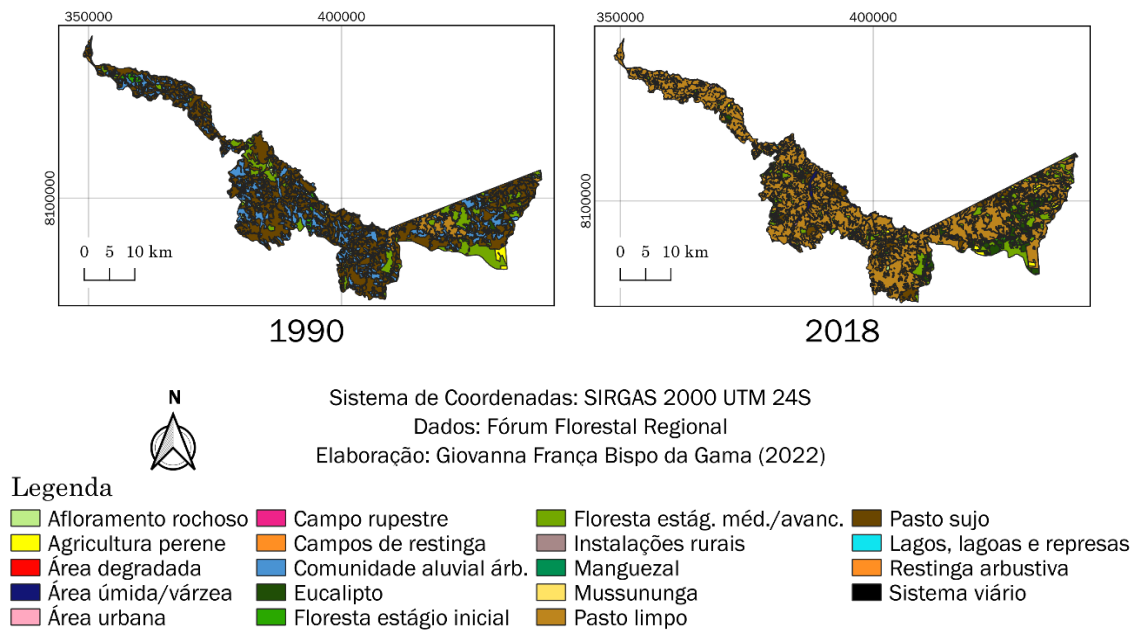 350000 400000 350000 400000
8100000 8100000
0 5 10 km 0 5 10 km
1990 2018
N
Sistema de Coordenadas: SIRGAS 2000 UTM 24S
Dados: Fórum Florestal Regional
Elaboração: Giovanna França Bispo da Gama (2022)
Legenda
Afloramento rochoso Campo rupestre Floresta estág. méd./avanc. Pasto sujo
Agricultura perene Campos de restinga Instalações rurais Lagos, lagoas e represas
Área degradada Comunidade aluvial árb. Manguezal Restinga arbustiva
Área úmida/várzea Eucalipto Mussununga Sistema viário
Área urbana Floresta estágio inicial Pasto limpo